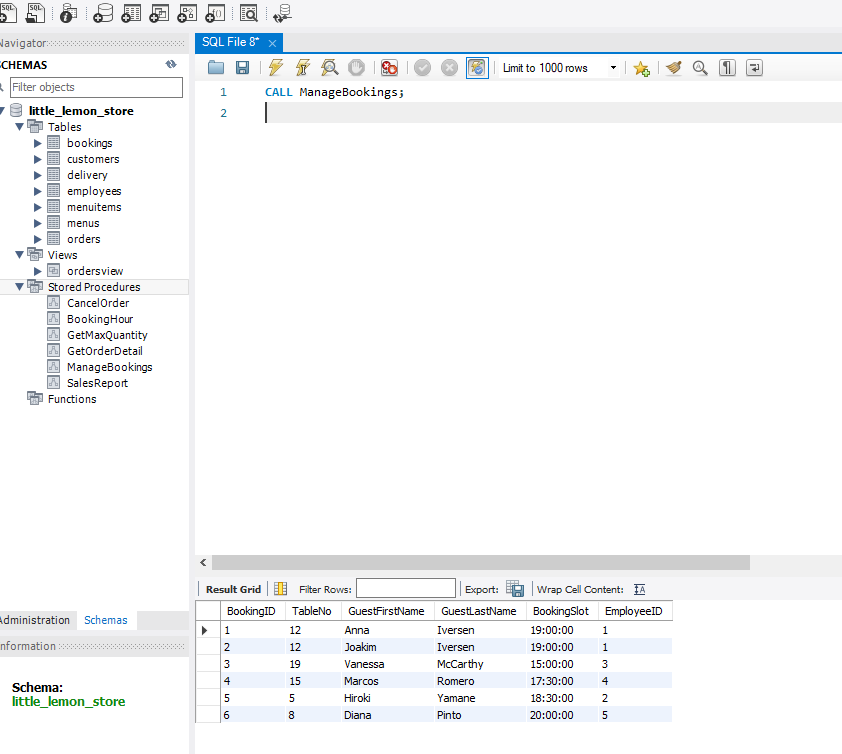 SQL SQL
Navigator
SCHEMAS
Filter objects
little_lemon_store
Tables
bookings
customers
delivery
employees
menuitems
menus
orders
Views
ordersview
Stored Procedures
CancelOrder
BookingHour
GetMaxQuantity
GetOrderDetail
ManageBookings
SalesReport
Functions
Administration Schemas
Information
Schema:
little_lemon_store
SQL File 8*
Limit to 1000 rows
1 CALL ManageBookings;
2
Result Grid Filter Rows: Export: Wrap Cell Content: IA
BookingID TableNo GuestFirstName GuestLastName BookingSlot EmployeeID
1 12 Anna Iversen 19:00:00 1
2 12 Joakim Iversen 19:00:00 1
3 19 Vanessa McCarthy 15:00:00 3
4 15 Marcos Romero 17:30:00 4
5 5 Hiroki Yamane 18:30:00 2
6 8 Diana Pinto 20:00:00 5